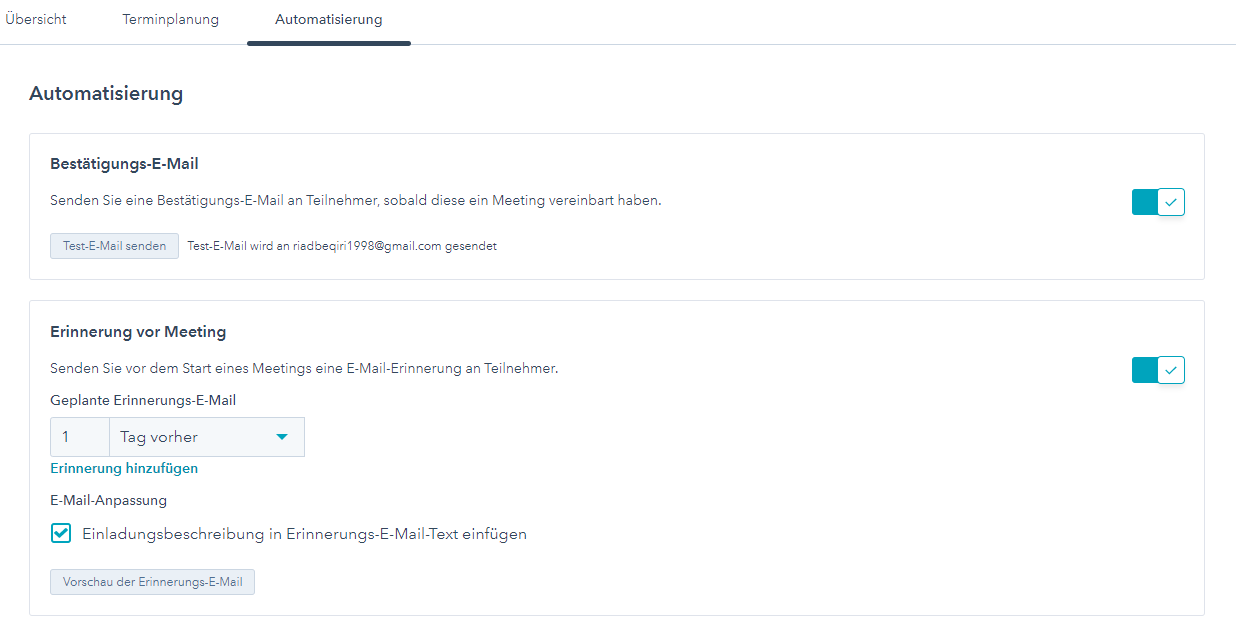 Übersicht Terminplanung Automatisierung
Automatisierung
Bestätigungs-E-Mail
Senden Sie eine Bestätigungs-E-Mail an Teilnehmer, sobald diese ein Meeting vereinbart haben.
Test-E-Mail senden Test-E-Mail wird an riadbeqiri1998@gmail.com gesendet
Erinnerung vor Meeting
Senden Sie vor dem Start eines Meetings eine E-Mail-Erinnerung an Teilnehmer.
Geplante Erinnerungs-E-Mail
1 Tag vorher
Erinnerung hinzufügen
E-Mail-Anpassung
Einladungsbeschreibung in Erinnerungs-E-Mail-Text einfügen
Vorschau der Erinnerungs-E-Mail